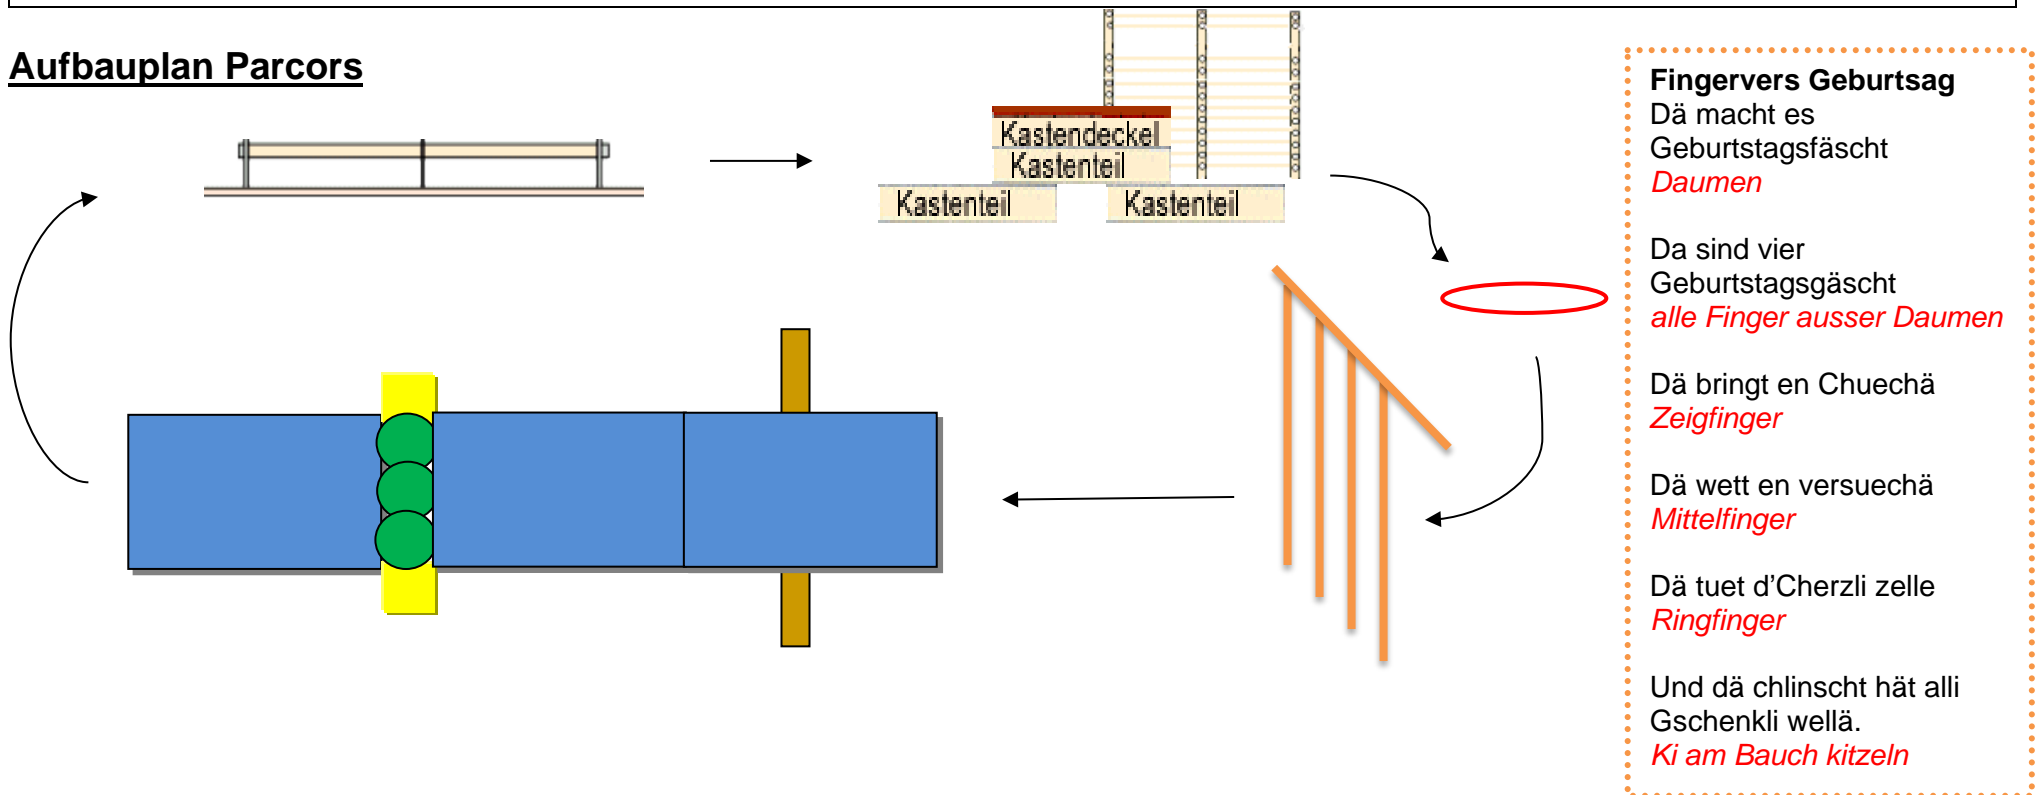 Aufbauplan Parcors
Kastendeckel
Kastenteil
Kastenteil
Kastenteil
Fingervers Geburtsag
Dä macht es
Geburtstagsfäscht
Daumen
Da sind vier
Geburtstagsgäscht
alle Finger ausser Daumen
Dä bringt en Chuechä
Zeigfinger
Dä wett en versuechä
Mittelfinger
Dä tuet d’Cherzli zelle
Ringfinger
Und dä chlinscht hät alli
Gschenkli wellä.
Ki am Bauch kitzeln